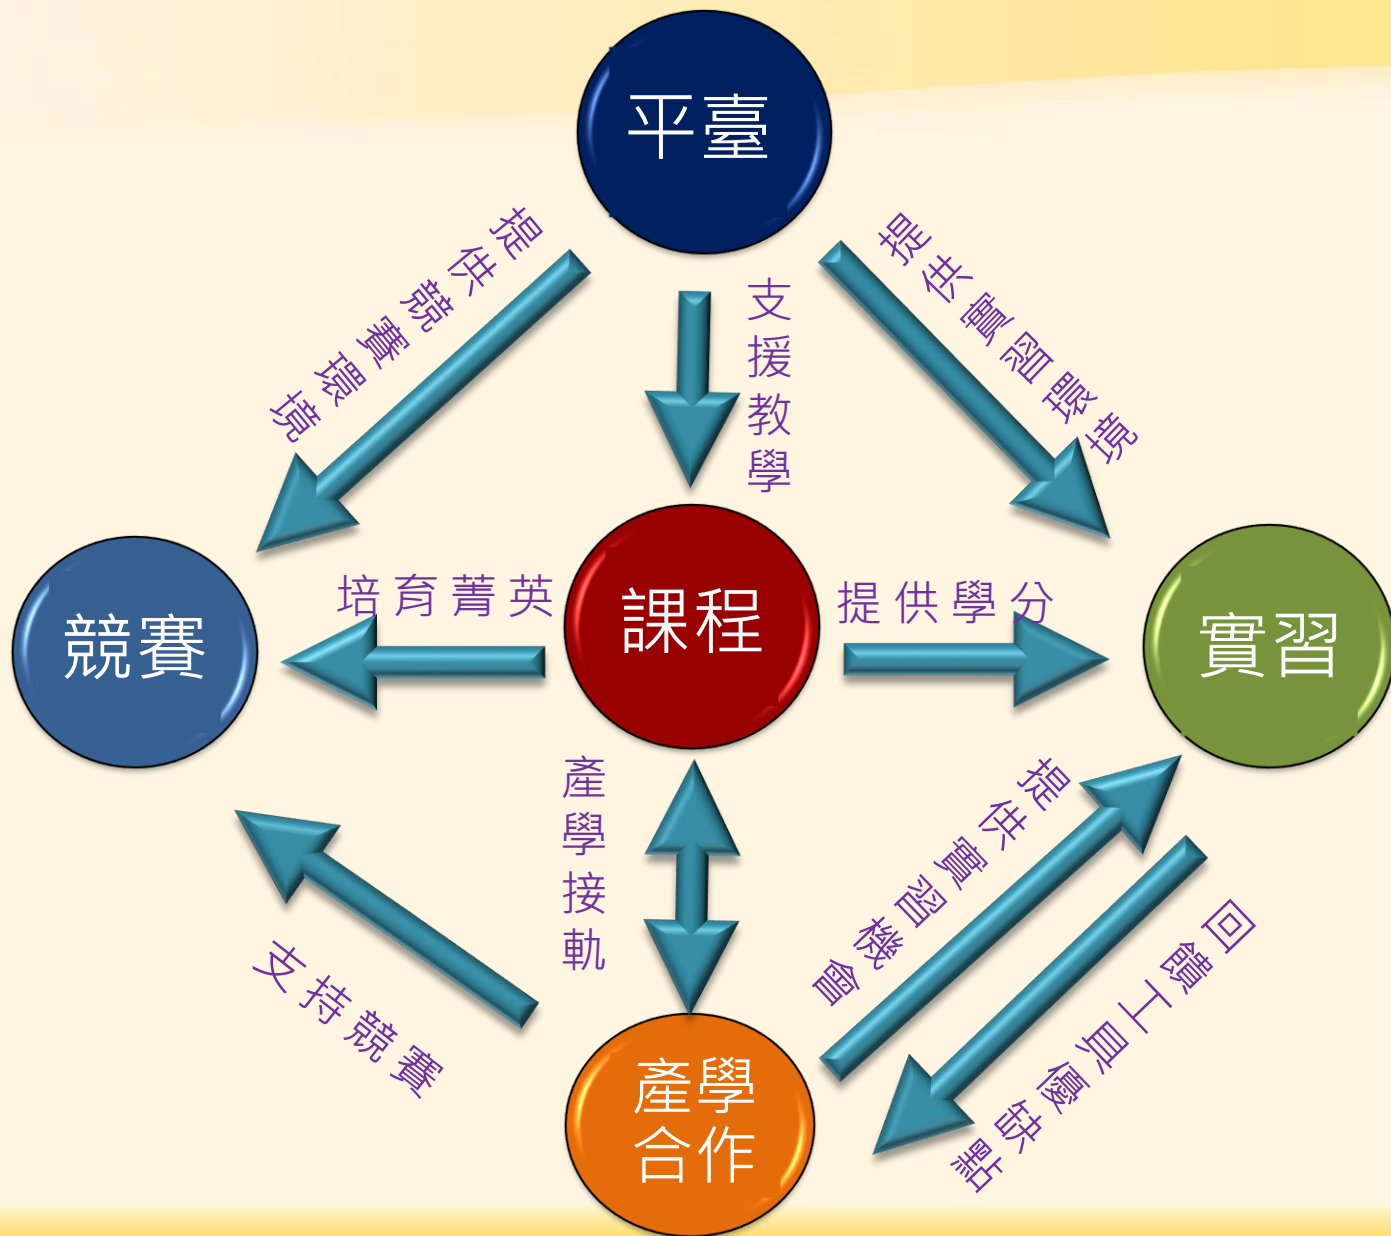 平臺
提供競賽環境
支援教學
提供實習環境
競賽
培育菁英
課程
提供學分
實習
產學接軌
提供實習機會
回饋工具優缺點
支持競賽
產學
合作